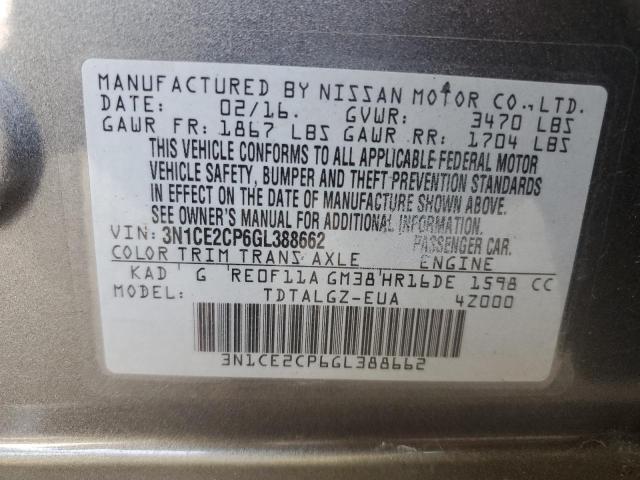 MANUFACTURED BY NISSAN MOTOR CO., LTD.
DATE: 02/16. GVWR: 3470 LBS
GAWR FR: 1867 LBS GAWR RR: 1704 LBS
THIS VEHICLE CONFORMS TO ALL APPLICABLE FEDERAL MOTOR
VEHICLE SAFETY, BUMPER AND THEFT PREVENTION STANDARDS
IN EFFECT ON THE DATE OF MANUFACTURE SHOWN ABOVE.
SEE OWNER'S MANUAL FOR ADDITIONAL INFORMATION.
VIN: 3N1CE2CP6GL388662 PASSENGER CAR.
COLOR TRIM TRANS AXLE ENGINE
KAD G RE0F11A GM38 HR16DE 1598 CC
MODEL: TDTALGZ-EUA 4Z000
3N1CE2CP6GL388662